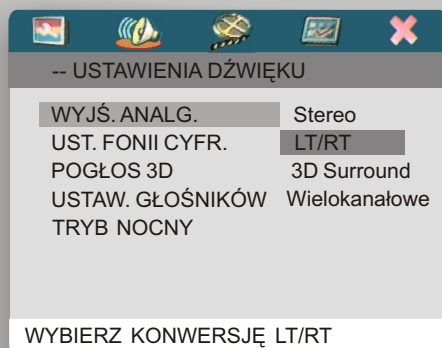 -- USTAWIENIA DŹWIĘKU
WYJŚ. ANALG. Stereo
UST. FONII CYFR. LT/RT
POGŁOS 3D 3D Surround
USTAW. GŁOŚNIKÓW Wielokanałowe
TRYB NOCNY
WYBIERZ KONWERSJĘ LT/RT